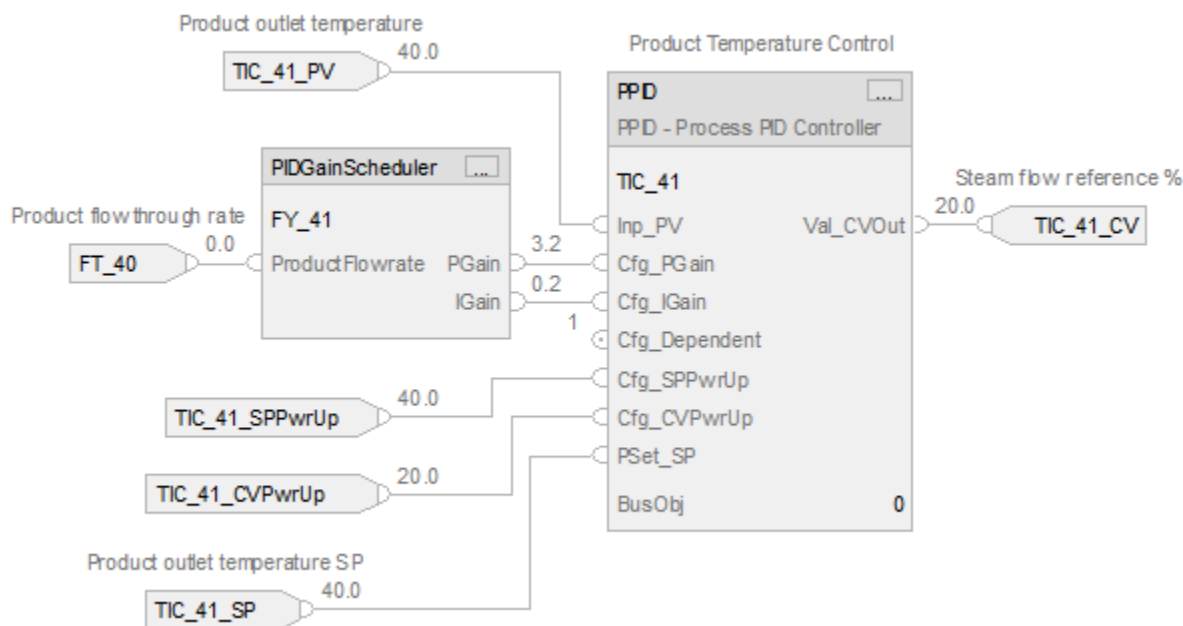 Product outlet temperature
40.0
TIC_41_PV
Product Temperature Control
PPID
...
PPID - Process PID Controller
TIC_41
Inp_PV
Val_CVOut
Steam flow reference %
20.0
TIC_41_CV
PIDGainScheduler
...
FY_41
Product flow through rate
0.0
FT_40
ProductFlowrate
PGain
3.2
Cfg_PGain
IGain
0.2
Cfg_IGain
1
Cfg_Dependent
Cfg_SPPwrUp
TIC_41_SPPwrUp
40.0
Cfg_CVPwrUp
PSet_SP
TIC_41_CVPwrUp
20.0
BusObj
0
Product outlet temperature SP
40.0
TIC_41_SP